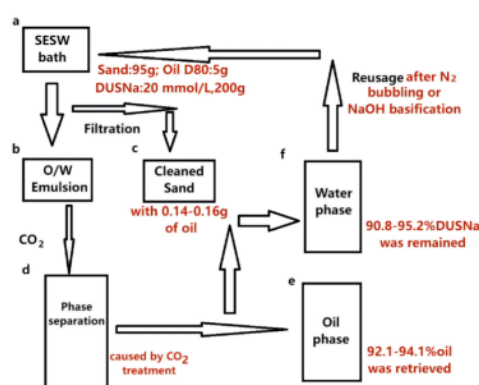 a
SESW
bath
Sand:95g; Oil D80:5g
DUSNa:20 mmol/L,200g
Reusage after N₂
bubbling or
NaOH basification
Filtration
b
O/W
Emulsion
c
Cleaned
Sand
with 0.14-0.16g
of oil
f
Water
phase
90.8-95.2%DUSNa
was remained
CO₂
d
Phase
separation
caused by CO₂
treatment
e
Oil
phase
92.1-94.1%oil
was retrieved